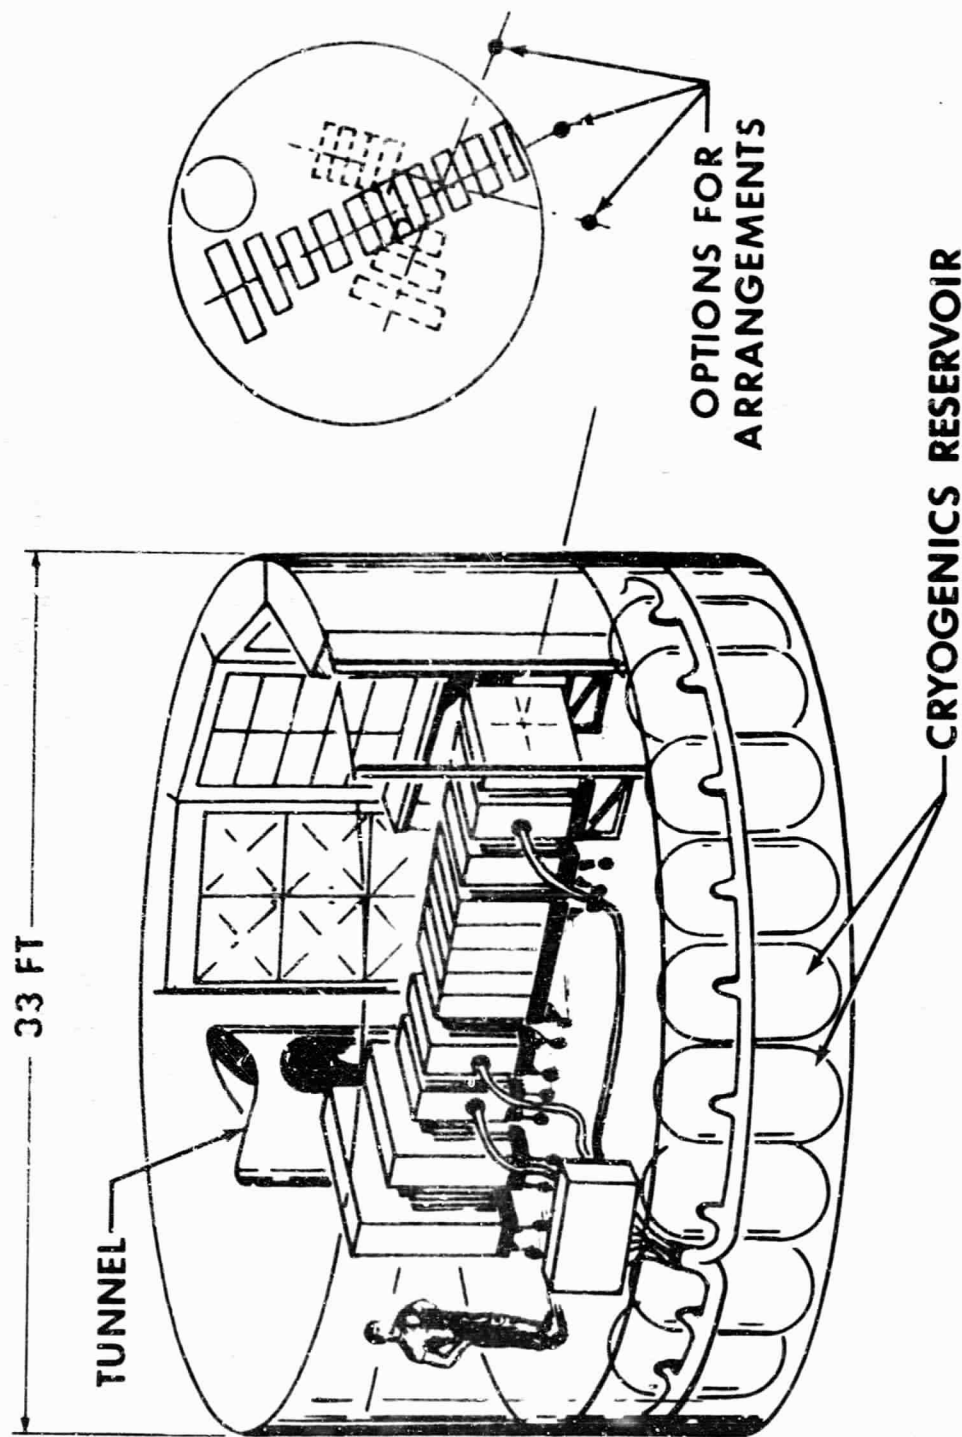 33 FT
TUNNEL
OPTIONS FOR
ARRANGEMENTS
CRYOGENICS RESERVOIR